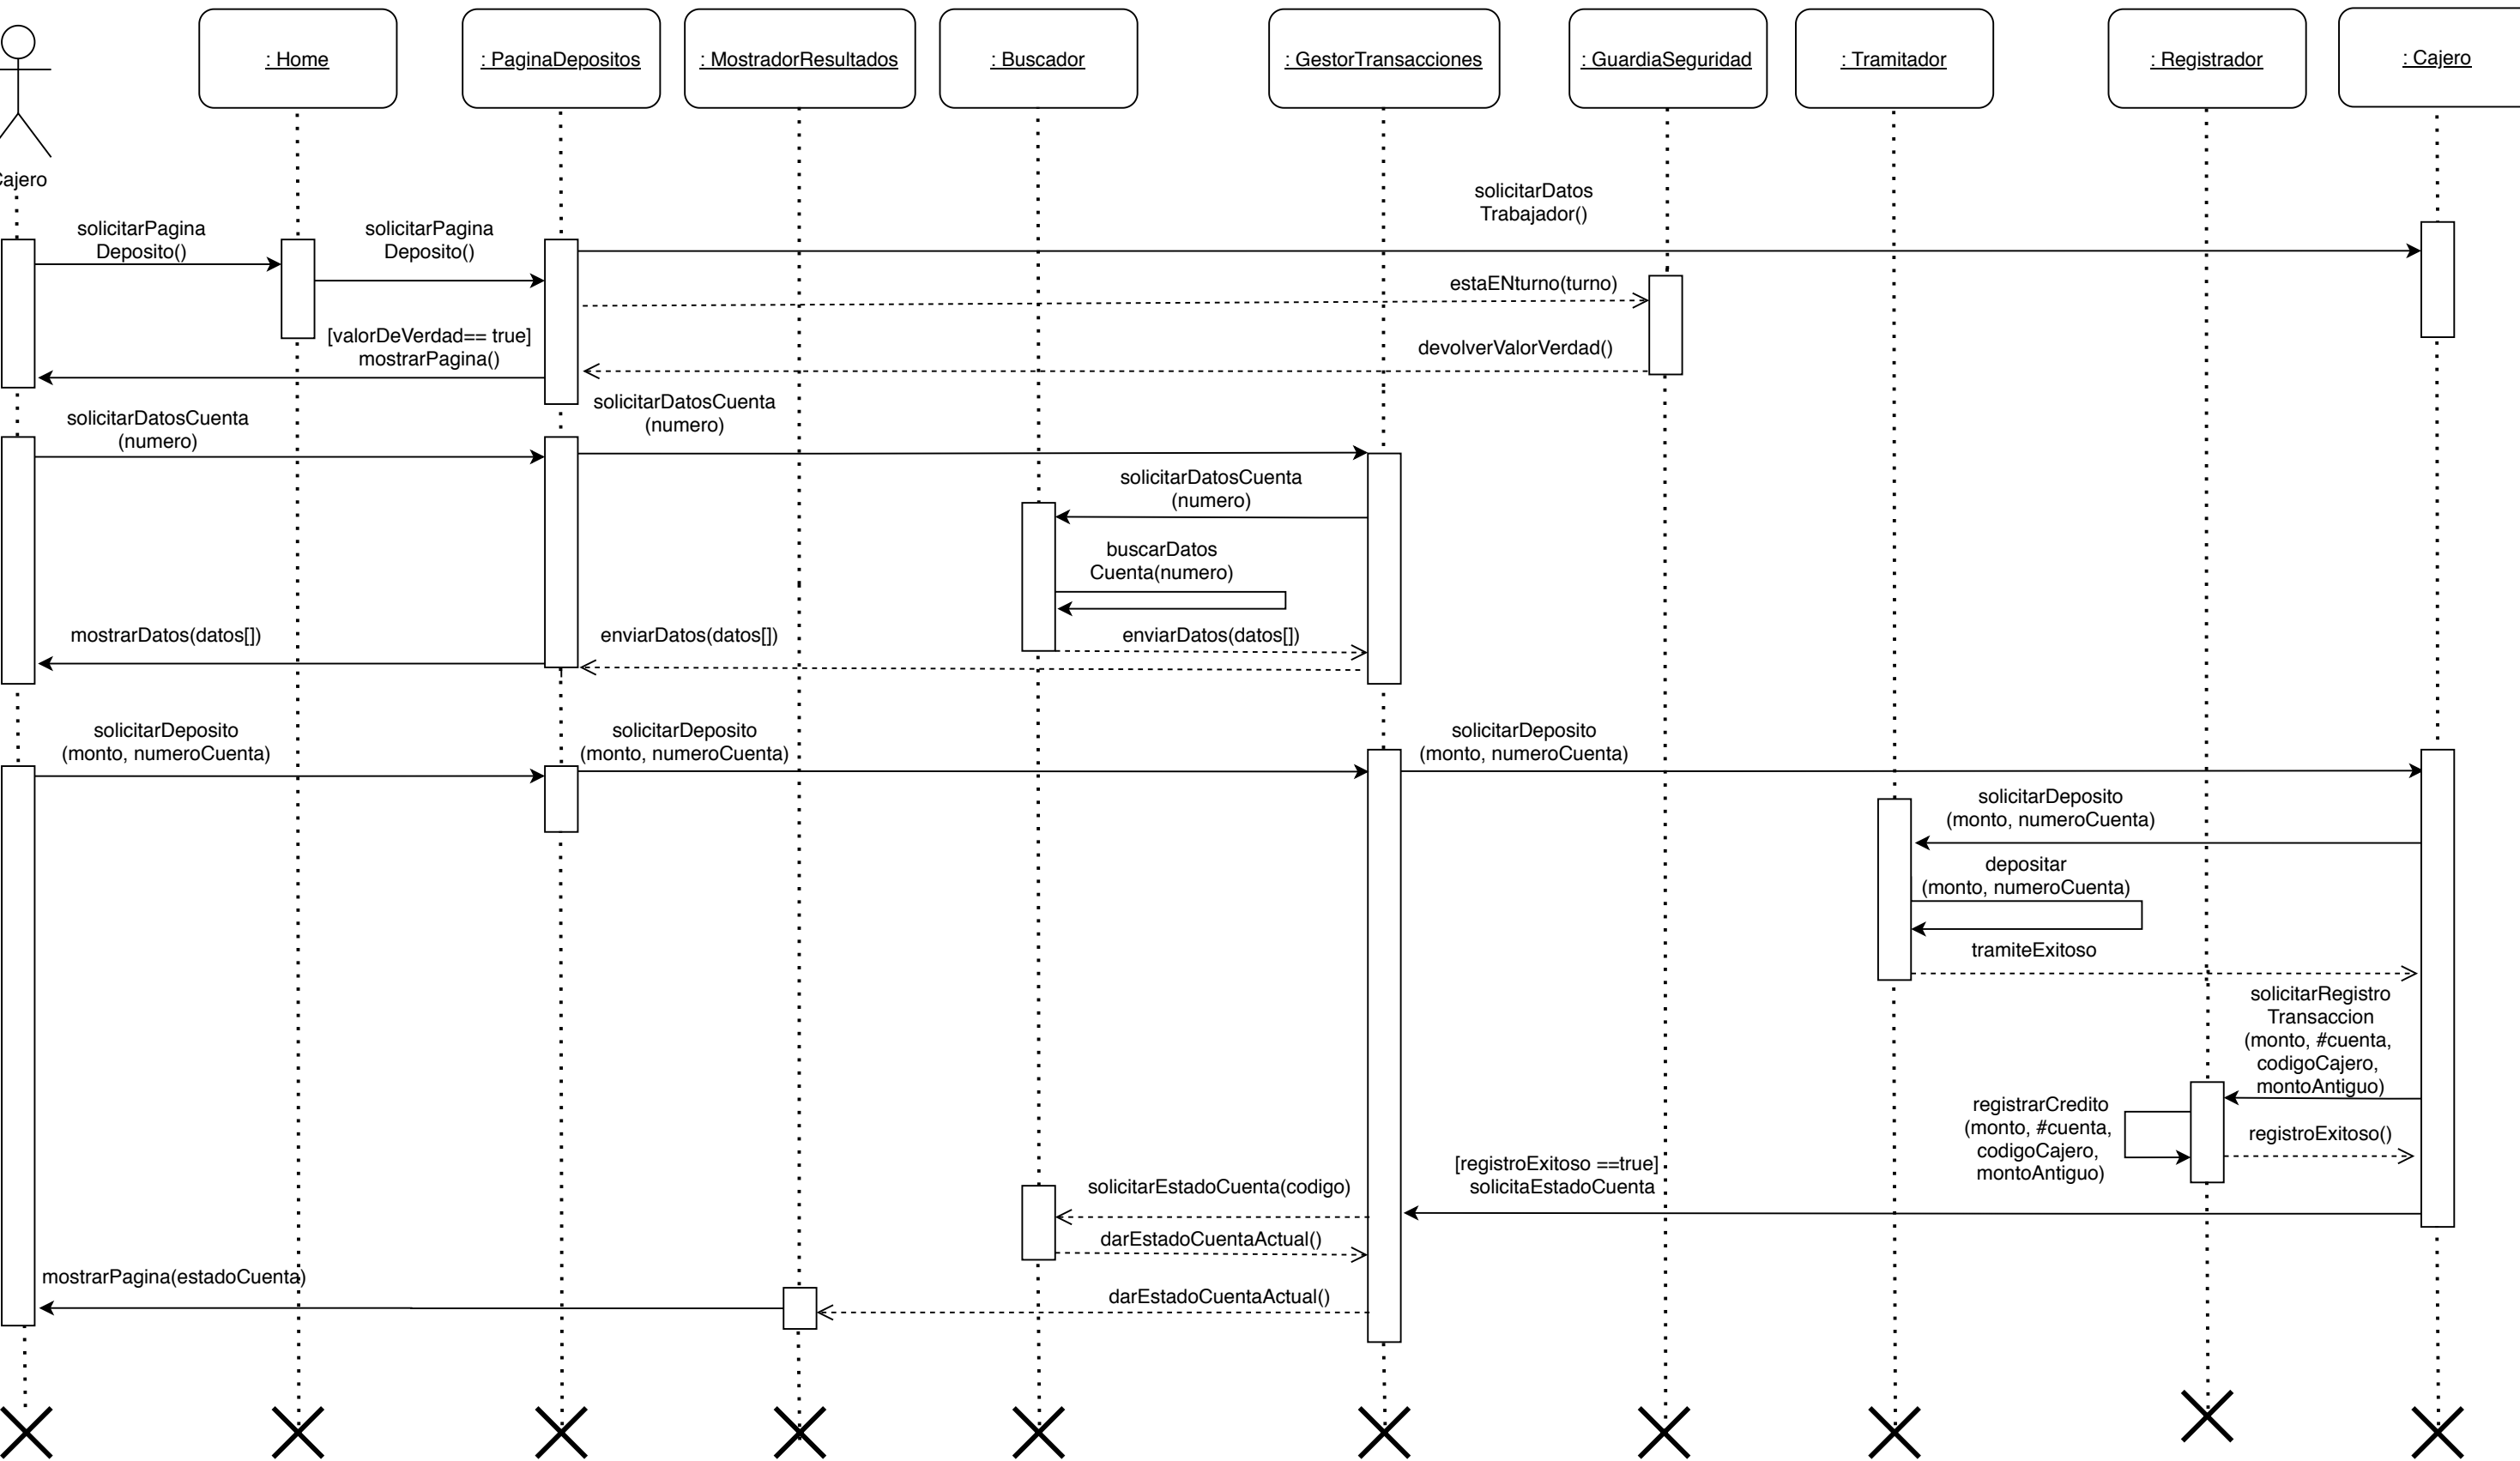 : Home
: PaginaDepositos
: MostradorResultados
: Buscador
: GestorTransacciones
: GuardiaSeguridad
: Tramitador
: Registrador
: Cajero
Cajero
solicitarDatos
Trabajador()
solicitarPagina
Deposito()
solicitarPagina
Deposito()
estaENturno(turno)
[valorDeVerdad== true]
mostrarPagina()
devolverValorVerdad()
solicitarDatosCuenta
(numero)
solicitarDatosCuenta
(numero)
solicitarDatosCuenta
(numero)
buscarDatos
Cuenta(numero)
mostrarDatos(datos[])
enviarDatos(datos[])
enviarDatos(datos[])
solicitarDeposito
(monto, numeroCuenta)
solicitarDeposito
(monto, numeroCuenta)
solicitarDeposito
(monto, numeroCuenta)
solicitarDeposito
(monto, numeroCuenta)
depositar
(monto, numeroCuenta)
tramiteExitoso
solicitarRegistro
Transaccion
(monto, #cuenta,
codigoCajero,
montoAntiguo)
registrarCredito
(monto, #cuenta,
codigoCajero,
montoAntiguo)
registroExitoso()
[registroExitoso ==true]
solicitaEstadoCuenta
solicitarEstadoCuenta(codigo)
darEstadoCuentaActual()
mostrarPagina(estadoCuenta)
darEstadoCuentaActual()